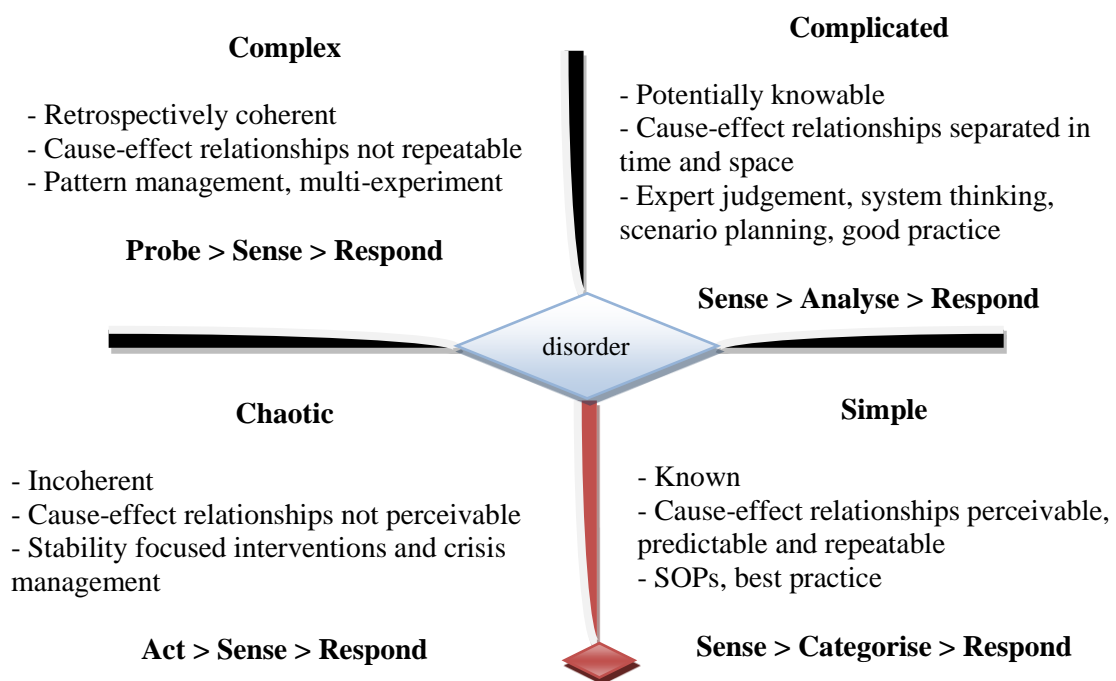 Complex
- Retrospectively coherent
- Cause-effect relationships not repeatable
- Pattern management, multi-experiment
Probe > Sense > Respond
Complicated
- Potentially knowable
- Cause-effect relationships separated in
time and space
- Expert judgement, system thinking,
scenario planning, good practice
Sense > Analyse > Respond
disorder
Chaotic
- Incoherent
- Cause-effect relationships not perceivable
- Stability focused interventions and crisis
management
Act > Sense > Respond
Simple
- Known
- Cause-effect relationships perceivable,
predictable and repeatable
- SOPs, best practice
Sense > Categorise > Respond